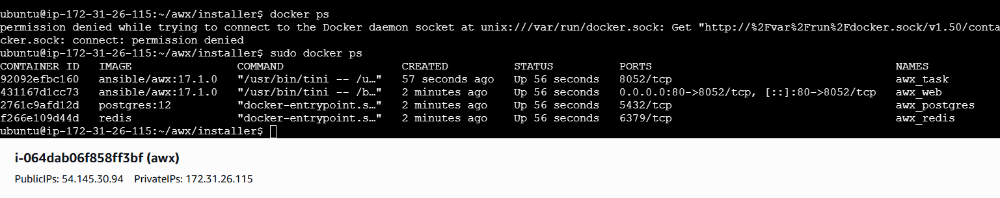 ubuntu@ip-172-31-26-115:~/awx/installer$ docker ps
permission denied while trying to connect to the Docker daemon socket at unix:///var/run/docker.sock: Get "http://%2Fvar%2Frun%2Fdocker.sock/v1.50/conta
cker.sock: connect: permission denied
ubuntu@ip-172-31-26-115:~/awx/installer$ sudo docker ps
CONTAINER ID   IMAGE                COMMAND                  CREATED          STATUS          PORTS                                     NAMES
92092efbc160   ansible/awx:17.1.0   "/usr/bin/tini -- /u…"   57 seconds ago   Up 56 seconds   8052/tcp                                  awx_task
431167d1cc73   ansible/awx:17.1.0   "/usr/bin/tini -- /b…"   2 minutes ago    Up 56 seconds   0.0.0.0:80->8052/tcp, [::]:80->8052/tcp   awx_web
2761c9afd12d   postgres:12          "docker-entrypoint.s…"   2 minutes ago    Up 56 seconds   5432/tcp                                  awx_postgres
f266e109d44d   redis                "docker-entrypoint.s…"   2 minutes ago    Up 56 seconds   6379/tcp                                  awx_redis
ubuntu@ip-172-31-26-115:~/awx/installer$
i-064dab06f858ff3bf (awx)
PublicIPs: 54.145.30.94   PrivateIPs: 172.31.26.115